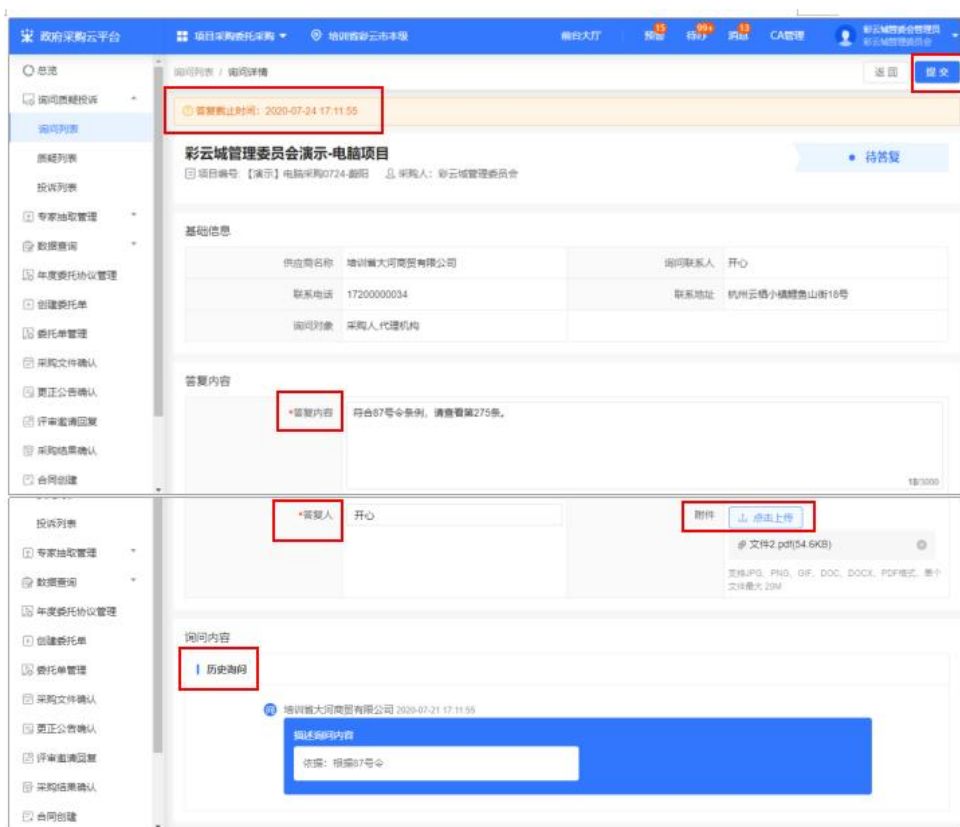 政府采购云平台
项目采购委托采购
培训省彩云市本级
前台大厅
预警
15
待办
99+
消息
13
CA管理
彩云城管委会管理员
彩云城管理委员会
总览
询问质疑投诉
询问列表
质疑列表
投诉列表
专家抽取管理
数据查询
年度委托协议管理
创建委托单
委托单管理
采购文件确认
更正公告确认
评审邀请回复
采购结果确认
合同创建
询问列表 / 询问详情
返回
提交
答复截止时间：2020-07-24 17:11:55
彩云城管理委员会演示-电脑项目
待答复
项目编号:【演示】电脑采购0724-
采购人：彩云城管理委员会
基础信息
供应商名称 培训省大河商贸有限公司 询问联系人 开心
联系电话 17200000034 联系地址 杭州云栖小镇鲤鱼山街18号
询问对象 采购人,代理机构
答复内容
*答复内容 符合87号令条例，请查看第275条。
18/3000
投诉列表
专家抽取管理
数据查询
年度委托协议管理
创建委托单
委托单管理
采购文件确认
更正公告确认
评审邀请回复
采购结果确认
合同创建
*答复人 开心 附件 点击上传
文件2.pdf(54.6KB)
支持JPG、PNG、GIF、DOC、DOCX、PDF格式，单个
文件最大 20M
询问内容
历史询问
询 培训省大河商贸有限公司 2020-07-21 17:11:55
描述询问内容
依据：根据87号令